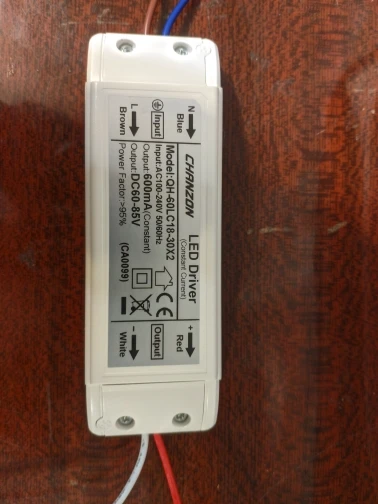 CHANZON
LED Driver
(Constant Current)
Model:QH-60LC18-30X2
Input:AC100-240V 50/60Hz
Output:600mA(Constant)
Output:DC60-85V
Power Factor:>95%
(CA0099)
N
Blue
Input
L
Brown
CE
+
Red
Output
-
White